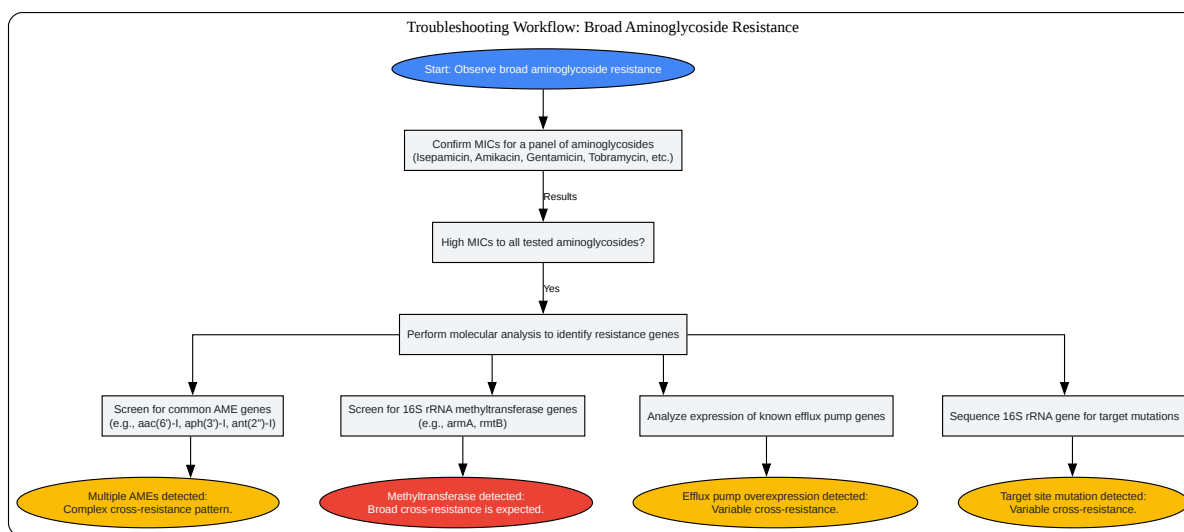 Troubleshooting Workflow: Broad Aminoglycoside Resistance
Start: Observe broad aminoglycoside resistance
Confirm MICs for a panel of aminoglycosides
(Isepamicin, Amikacin, Gentamicin, Tobramycin, etc.)
Results
High MICs to all tested aminoglycosides?
Yes
Perform molecular analysis to identify resistance genes
Screen for common AME genes
(e.g., aac(6')-I, aph(3')-I, ant(2'')-I)
Screen for 16S rRNA methyltransferase genes
(e.g., armA, rmtB)
Analyze expression of known efflux pump genes
Sequence 16S rRNA gene for target mutations
Multiple AMEs detected:
Complex cross-resistance pattern.
Methyltransferase detected:
Broad cross-resistance is expected.
Efflux pump overexpression detected:
Variable cross-resistance.
Target site mutation detected:
Variable cross-resistance.